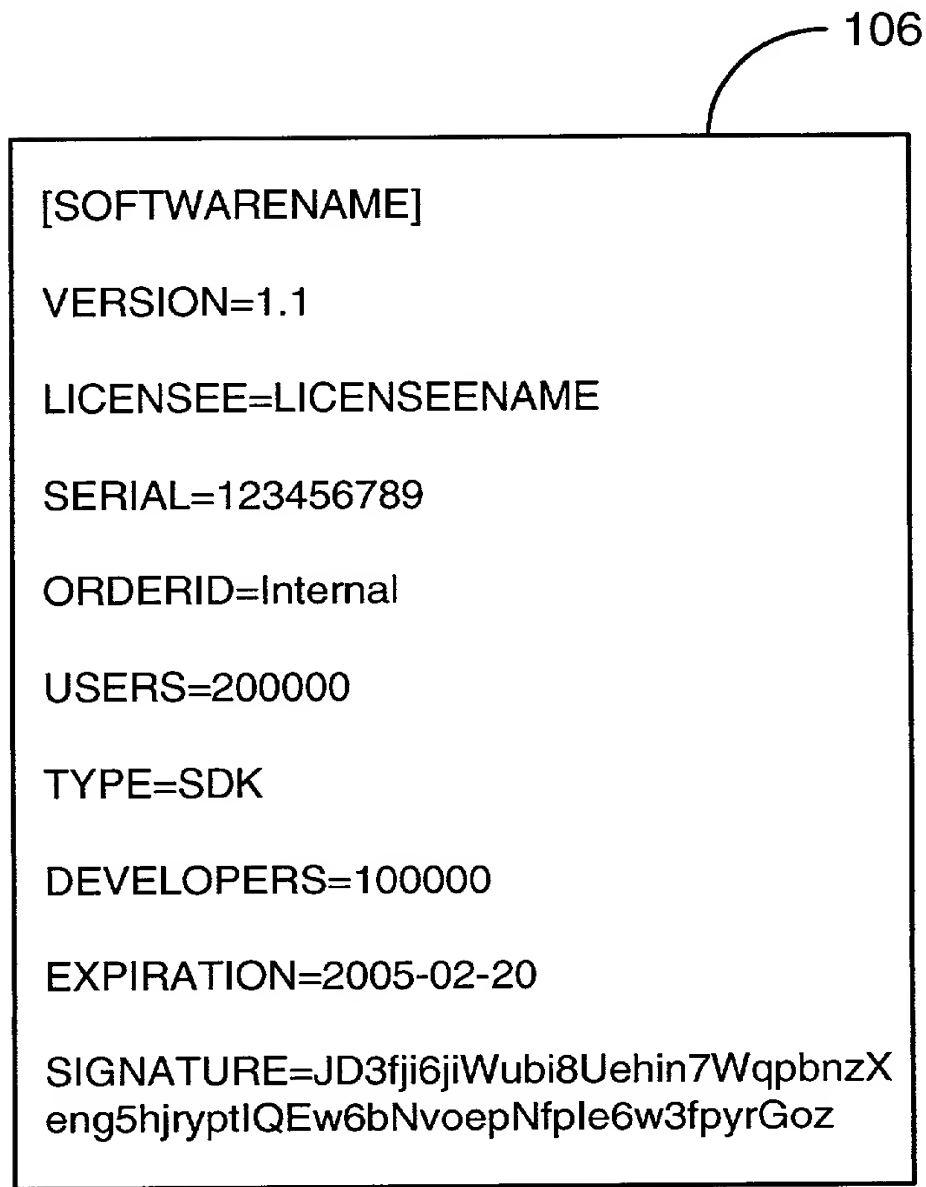 106
[SOFTWARENAME]
VERSION=1.1
LICENSEE=LICENSEENAME
SERIAL=123456789
ORDERID=Internal
USERS=200000
TYPE=SDK
DEVELOPERS=100000
EXPIRATION=2005-02-20
SIGNATURE=JD3fji6jiWubi8Uehin7WqpbnzX
eng5hjryptIQEw6bNvoepNfpIe6w3fpyrGoz